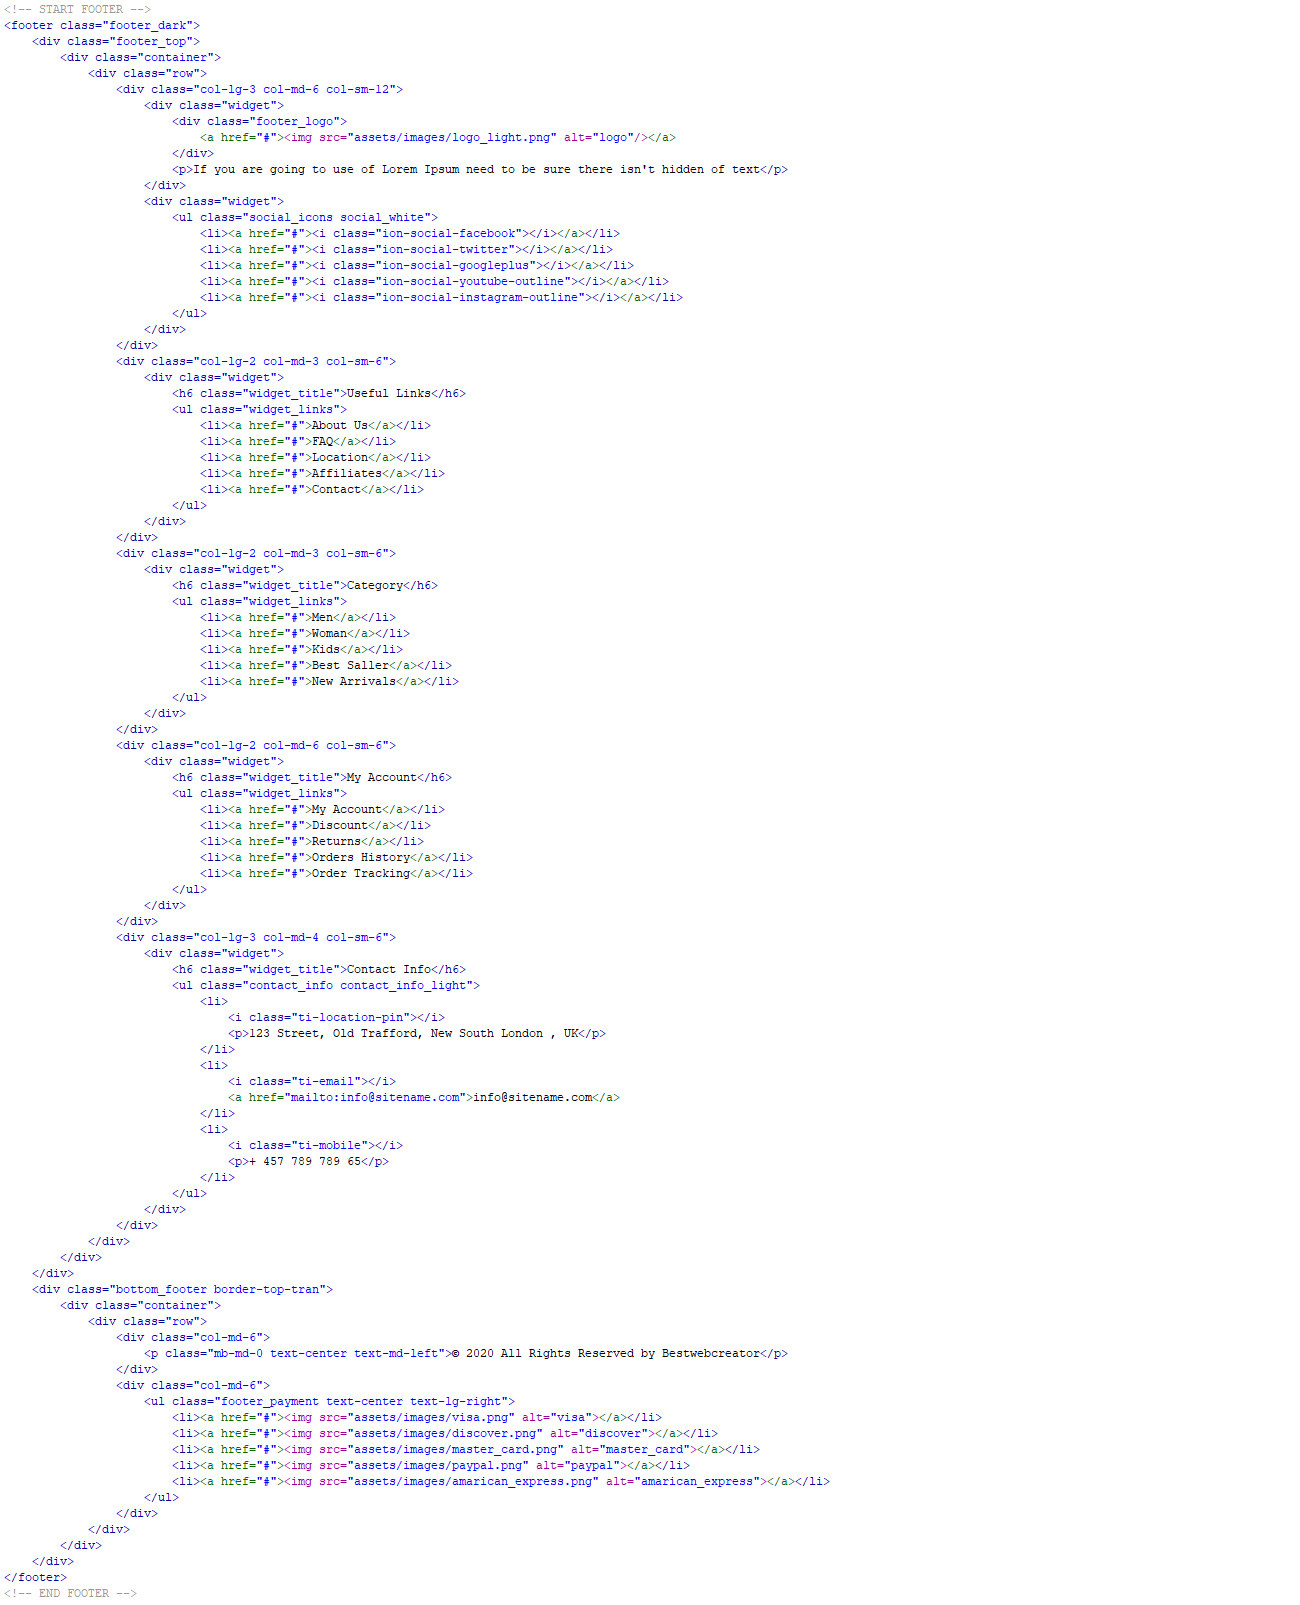 <!-- START FOOTER -->
<footer class="footer_dark">
    <div class="footer_top">
        <div class="container">
            <div class="row">
                <div class="col-lg-3 col-md-6 col-sm-12">
                    <div class="widget">
                        <div class="footer_logo">
                            <a href="#"><img src="assets/images/logo_light.png" alt="logo"/></a>
                        </div>
                        <p>If you are going to use of Lorem Ipsum need to be sure there isn't hidden of text</p>
                    </div>
                    <div class="widget">
                        <ul class="social_icons social_white">
                            <li><a href="#"><i class="ion-social-facebook"></i></a></li>
                            <li><a href="#"><i class="ion-social-twitter"></i></a></li>
                            <li><a href="#"><i class="ion-social-googleplus"></i></a></li>
                            <li><a href="#"><i class="ion-social-youtube-outline"></i></a></li>
                            <li><a href="#"><i class="ion-social-instagram-outline"></i></a></li>
                        </ul>
                    </div>
                </div>
                <div class="col-lg-2 col-md-3 col-sm-6">
                    <div class="widget">
                        <h6 class="widget_title">Useful Links</h6>
                        <ul class="widget_links">
                            <li><a href="#">About Us</a></li>
                            <li><a href="#">FAQ</a></li>
                            <li><a href="#">Location</a></li>
                            <li><a href="#">Affiliates</a></li>
                            <li><a href="#">Contact</a></li>
                        </ul>
                    </div>
                </div>
                <div class="col-lg-2 col-md-3 col-sm-6">
                    <div class="widget">
                        <h6 class="widget_title">Category</h6>
                        <ul class="widget_links">
                            <li><a href="#">Men</a></li>
                            <li><a href="#">Woman</a></li>
                            <li><a href="#">Kids</a></li>
                            <li><a href="#">Best Saller</a></li>
                            <li><a href="#">New Arrivals</a></li>
                        </ul>
                    </div>
                </div>
                <div class="col-lg-2 col-md-6 col-sm-6">
                    <div class="widget">
                        <h6 class="widget_title">My Account</h6>
                        <ul class="widget_links">
                            <li><a href="#">My Account</a></li>
                            <li><a href="#">Discount</a></li>
                            <li><a href="#">Returns</a></li>
                            <li><a href="#">Orders History</a></li>
                            <li><a href="#">Order Tracking</a></li>
                        </ul>
                    </div>
                </div>
                <div class="col-lg-3 col-md-4 col-sm-6">
                    <div class="widget">
                        <h6 class="widget_title">Contact Info</h6>
                        <ul class="contact_info contact_info_light">
                            <li>
                                <i class="ti-location-pin"></i>
                                <p>123 Street, Old Trafford, New South London , UK</p>
                            </li>
                            <li>
                                <i class="ti-email"></i>
                                <a href="mailto:info@sitename.com">info@sitename.com</a>
                            </li>
                            <li>
                                <i class="ti-mobile"></i>
                                <p>+ 457 789 789 65</p>
                            </li>
                        </ul>
                    </div>
                </div>
            </div>
        </div>
    </div>
    <div class="bottom_footer border-top-tran">
        <div class="container">
            <div class="row">
                <div class="col-md-6">
                    <p class="mb-md-0 text-center text-md-left">© 2020 All Rights Reserved by Bestwebcreator</p>
                </div>
                <div class="col-md-6">
                    <ul class="footer_payment text-center text-lg-right">
                        <li><a href="#"><img src="assets/images/visa.png" alt="visa"></a></li>
                        <li><a href="#"><img src="assets/images/discover.png" alt="discover"></a></li>
                        <li><a href="#"><img src="assets/images/master_card.png" alt="master_card"></a></li>
                        <li><a href="#"><img src="assets/images/paypal.png" alt="paypal"></a></li>
                        <li><a href="#"><img src="assets/images/amarican_express.png" alt="amarican_express"></a></li>
                    </ul>
                </div>
            </div>
        </div>
    </div>
</footer>
<!-- END FOOTER -->